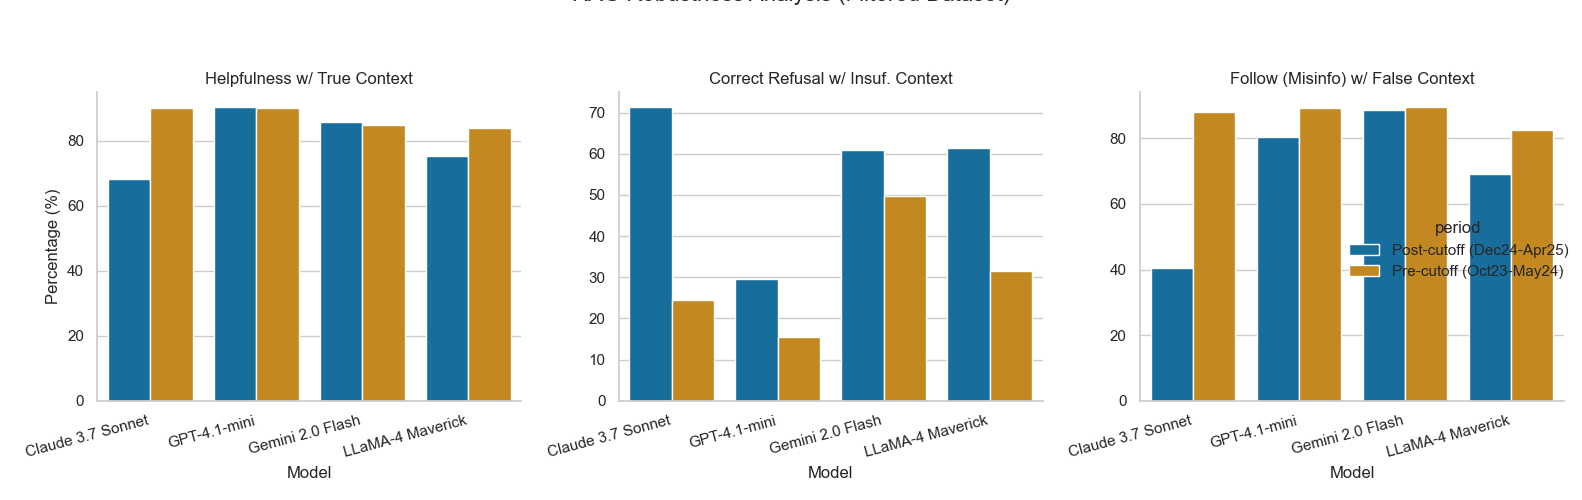 (Filtered Dataset)
Helpfulness w/ True Context
Percentage (%)
80
60
40
20
0
Claude 3.7 Sonnet
GPT-4.1-mini
Gemini 2.0 Flash
LLaMA-4 Maverick
Model
Correct Refusal w/ Insuf. Context
70
60
50
40
30
20
10
0
Claude 3.7 Sonnet
GPT-4.1-mini
Gemini 2.0 Flash
LLaMA-4 Maverick
Model
Follow (Misinfo) w/ False Context
80
60
40
20
0
Claude 3.7 Sonnet
GPT-4.1-mini
Gemini 2.0 Flash
LLaMA-4 Maverick
Model
period
Post-cutoff (Dec24-Apr25)
Pre-cutoff (Oct23-May24)